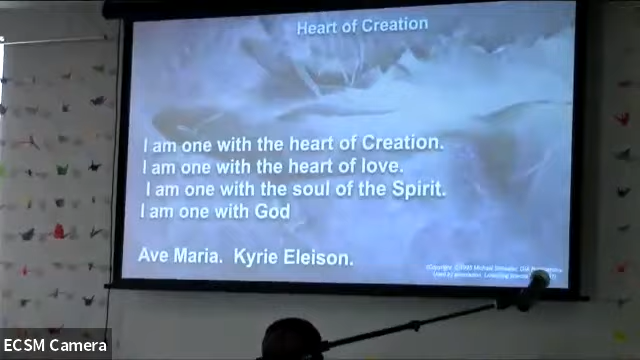 Heart of Creation
I am one with the heart of Creation.
I am one with the heart of love.
I am one with the soul of the Spirit.
I am one with God
Ave Maria. Kyrie Eleison.
ECSM Camera